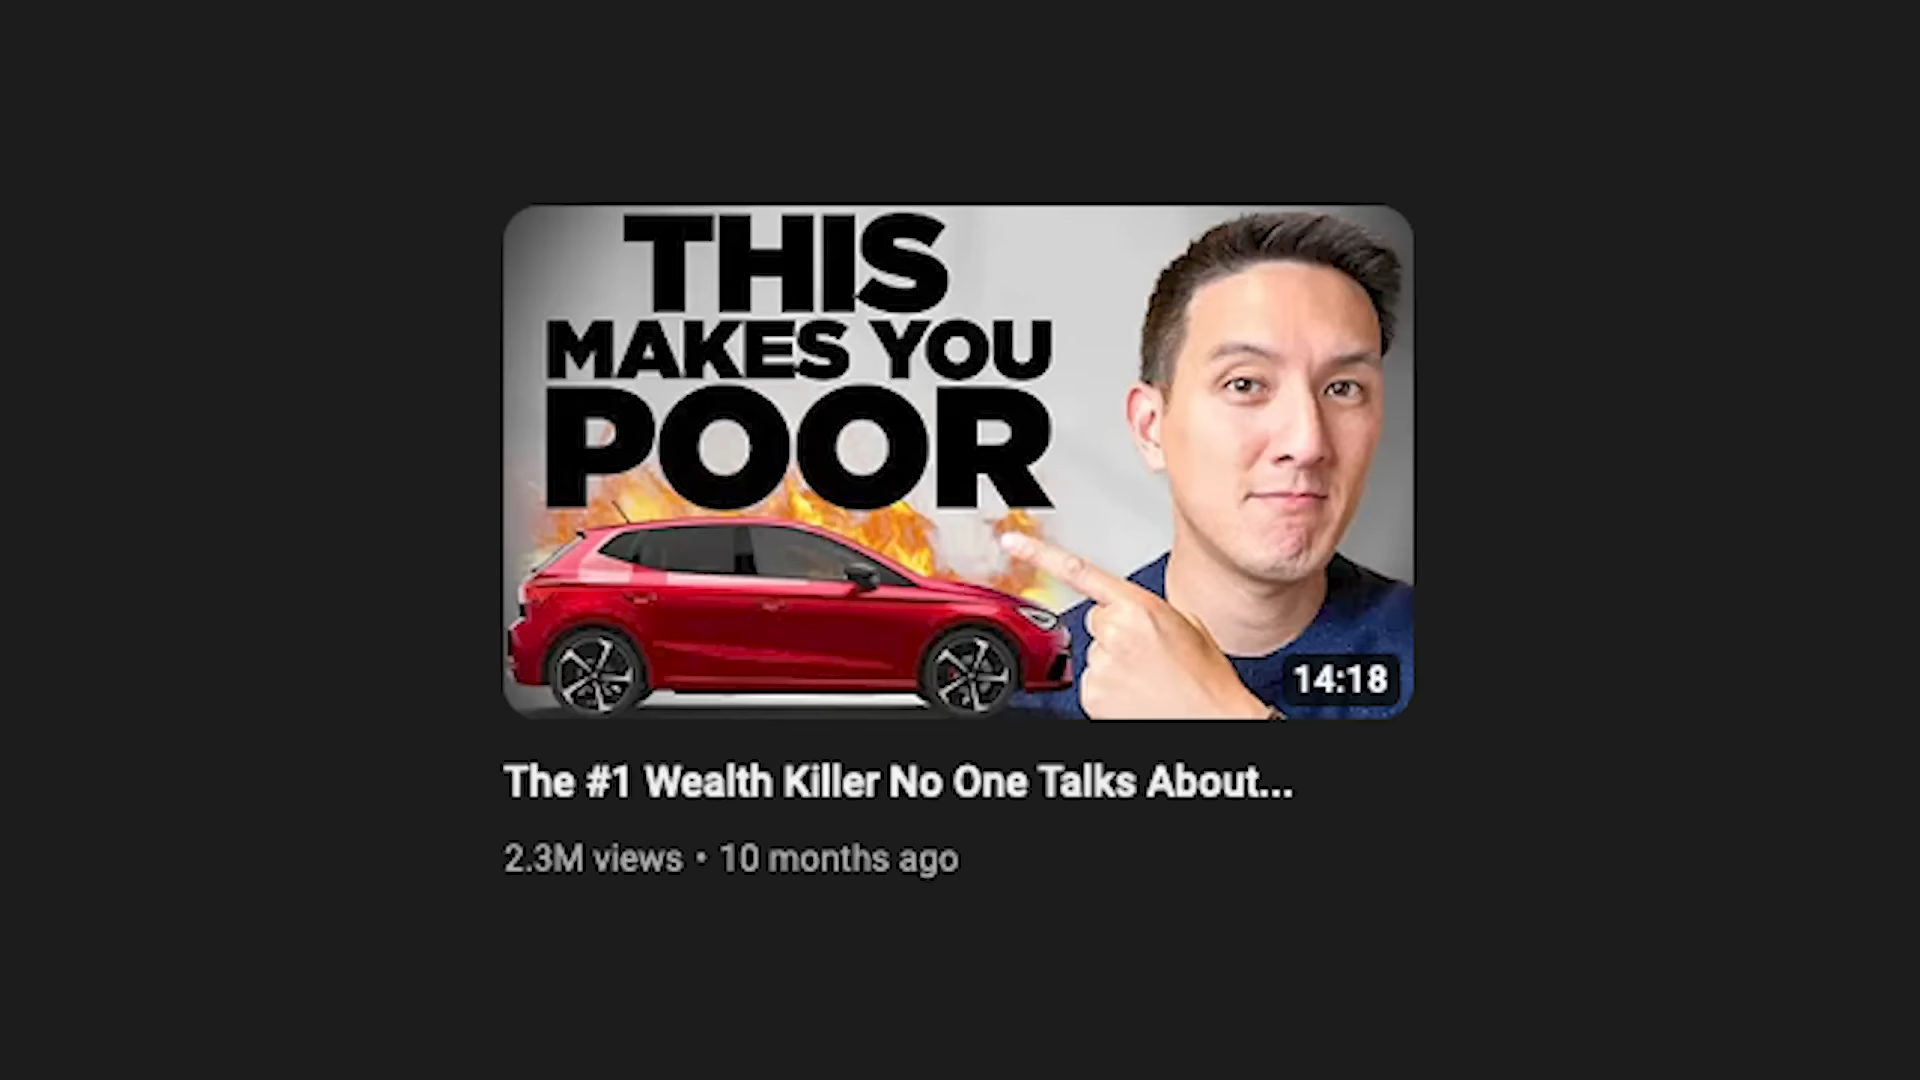 THIS
MAKES YOU
POOR
14:18
The #1 Wealth Killer No One Talks About...
2.3M views • 10 months ago